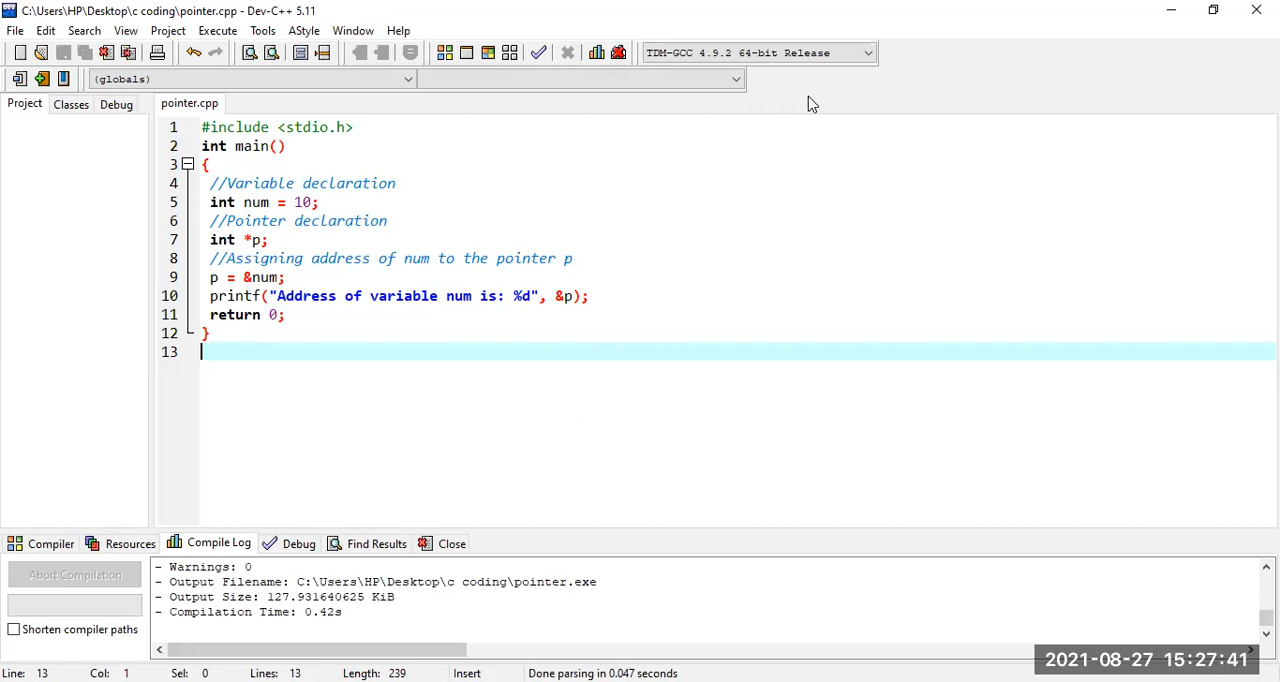 C:\Users\HP\Desktop\c coding\pointer.cpp - Dev-C++ 5.11
File Edit Search View Project Execute Tools AStyle Window Help
TDM-GCC 4.9.2 64-bit Release
(globals)
Project Classes Debug pointer.cpp
1 #include <stdio.h>
2 int main()
3 {
4 //Variable declaration
5 int num = 10;
6 //Pointer declaration
7 int *p;
8 //Assigning address of num to the pointer p
9 p = &num;
10 printf("Address of variable num is: %d", &p);
11 return 0;
12 }
13
Compiler Resources Compile Log Debug Find Results Close
Abort Compilation
Shorten compiler paths
- Warnings: 0
- Output Filename: C:\Users\HP\Desktop\c coding\pointer.exe
- Output Size: 127.931640625 KiB
- Compilation Time: 0.42s
2021-08-27 15:27:41
Line: 13 Col: 1 Sel: 0 Lines: 13 Length: 239 Insert Done parsing in 0.047 seconds